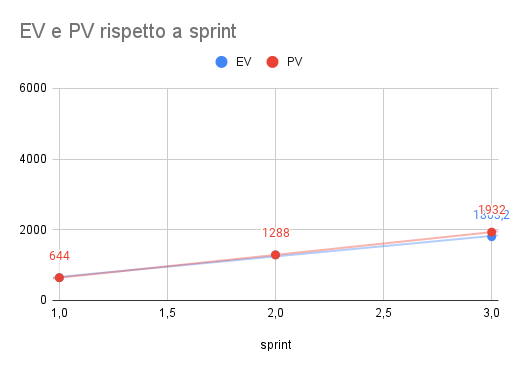 EV e PV rispetto a sprint
EV PV
6000
4000
2000
0
644
1288
1932
1,0 1,5 2,0 2,5 3,0
sprint